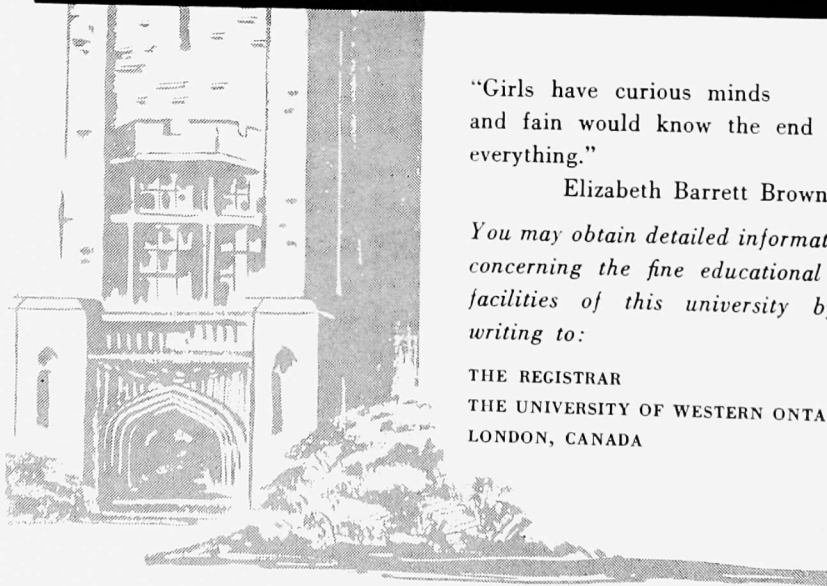 “Girls have curious minds
and fain would know the end
everything.”
Elizabeth Barrett Brown
You may obtain detailed informat
concerning the fine educational
facilities of this university by
writing to:
THE REGISTRAR
THE UNIVERSITY OF WESTERN ONTA
LONDON, CANADA